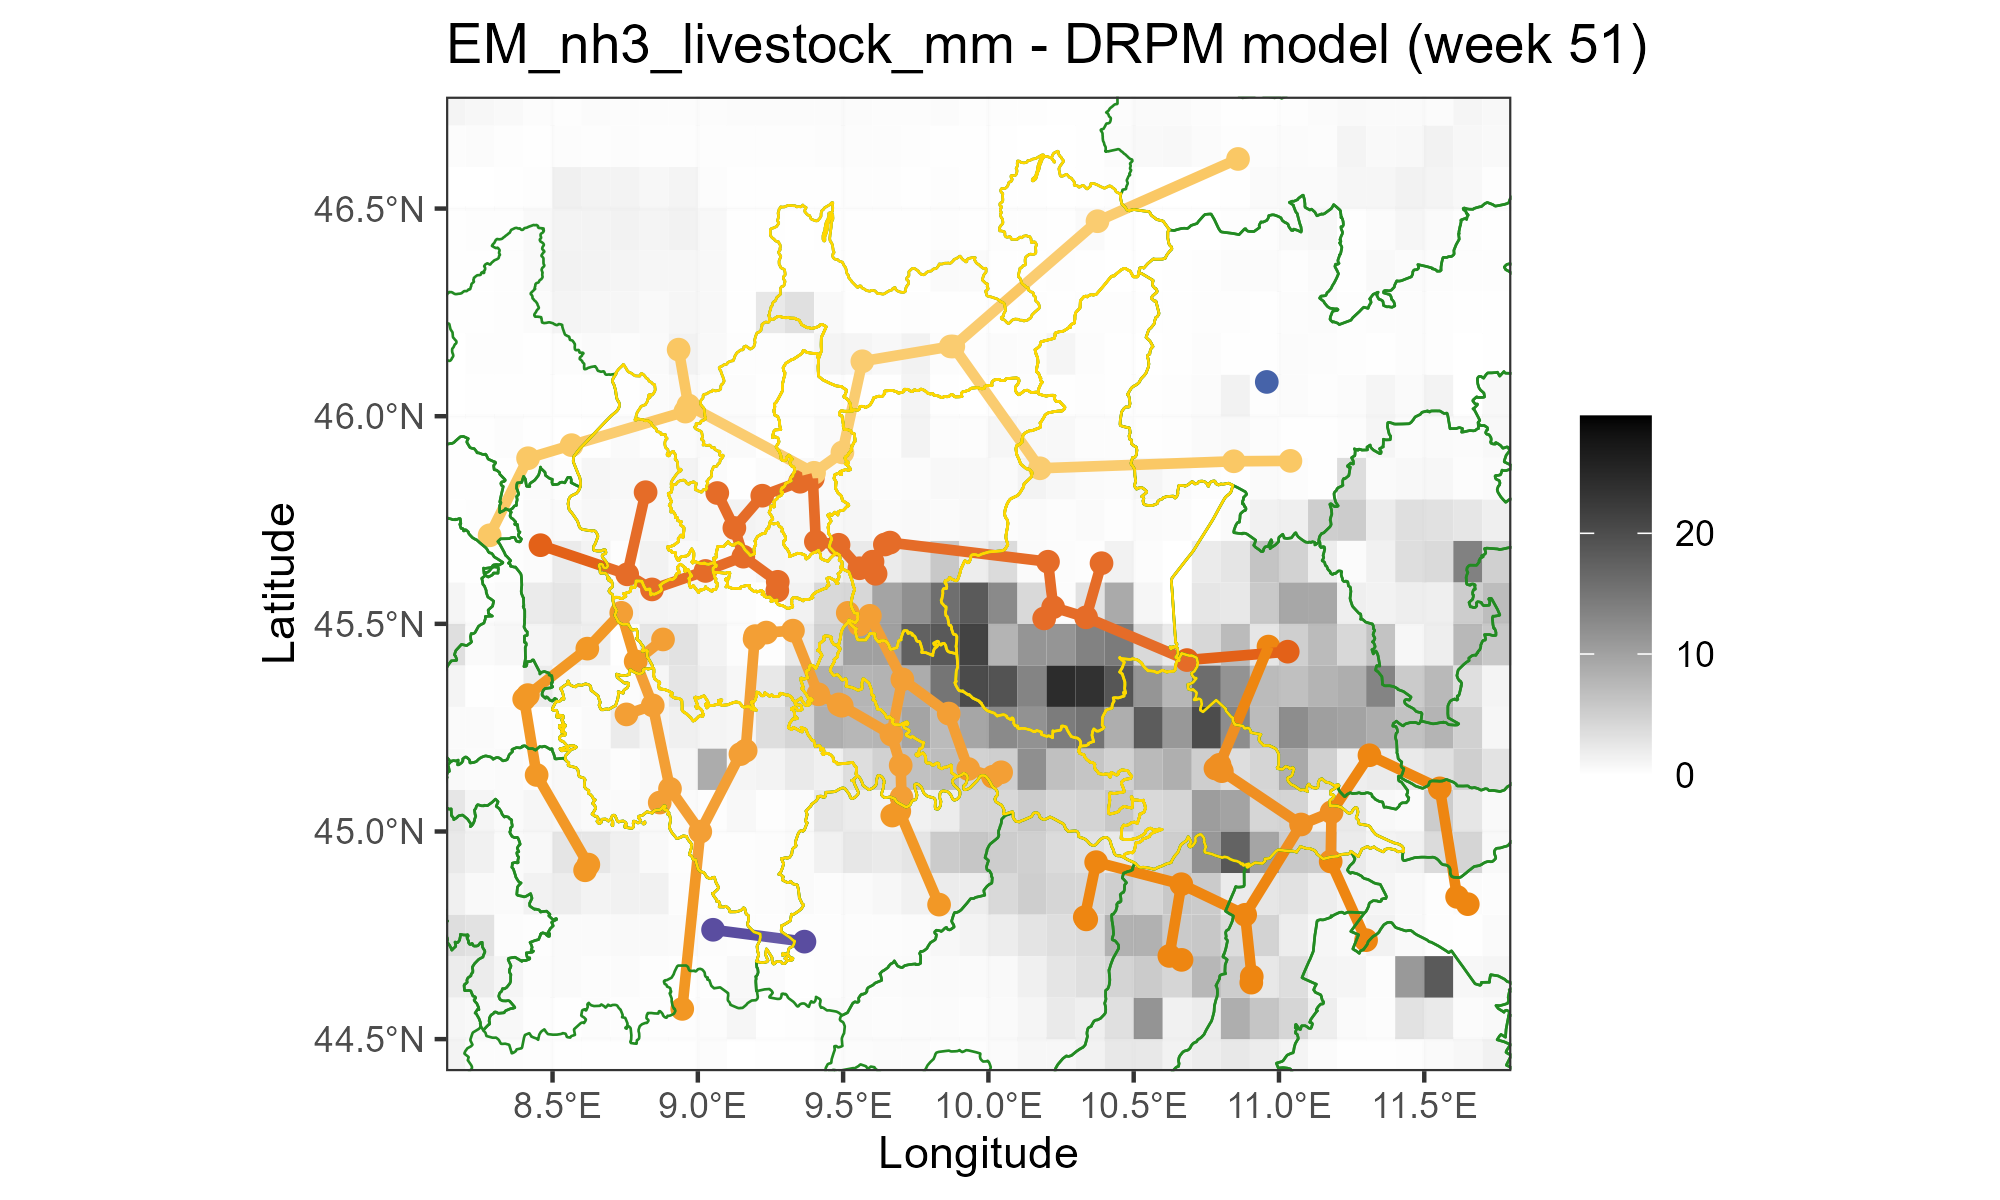 EM_nh3_livestock_mm - DRPM model (week 51)
46.5°N
46.0°N
45.5°N
45.0°N
44.5°N
Latitude
20
10
0
8.5°E 9.0°E 9.5°E 10.0°E 10.5°E 11.0°E 11.5°E
Longitude